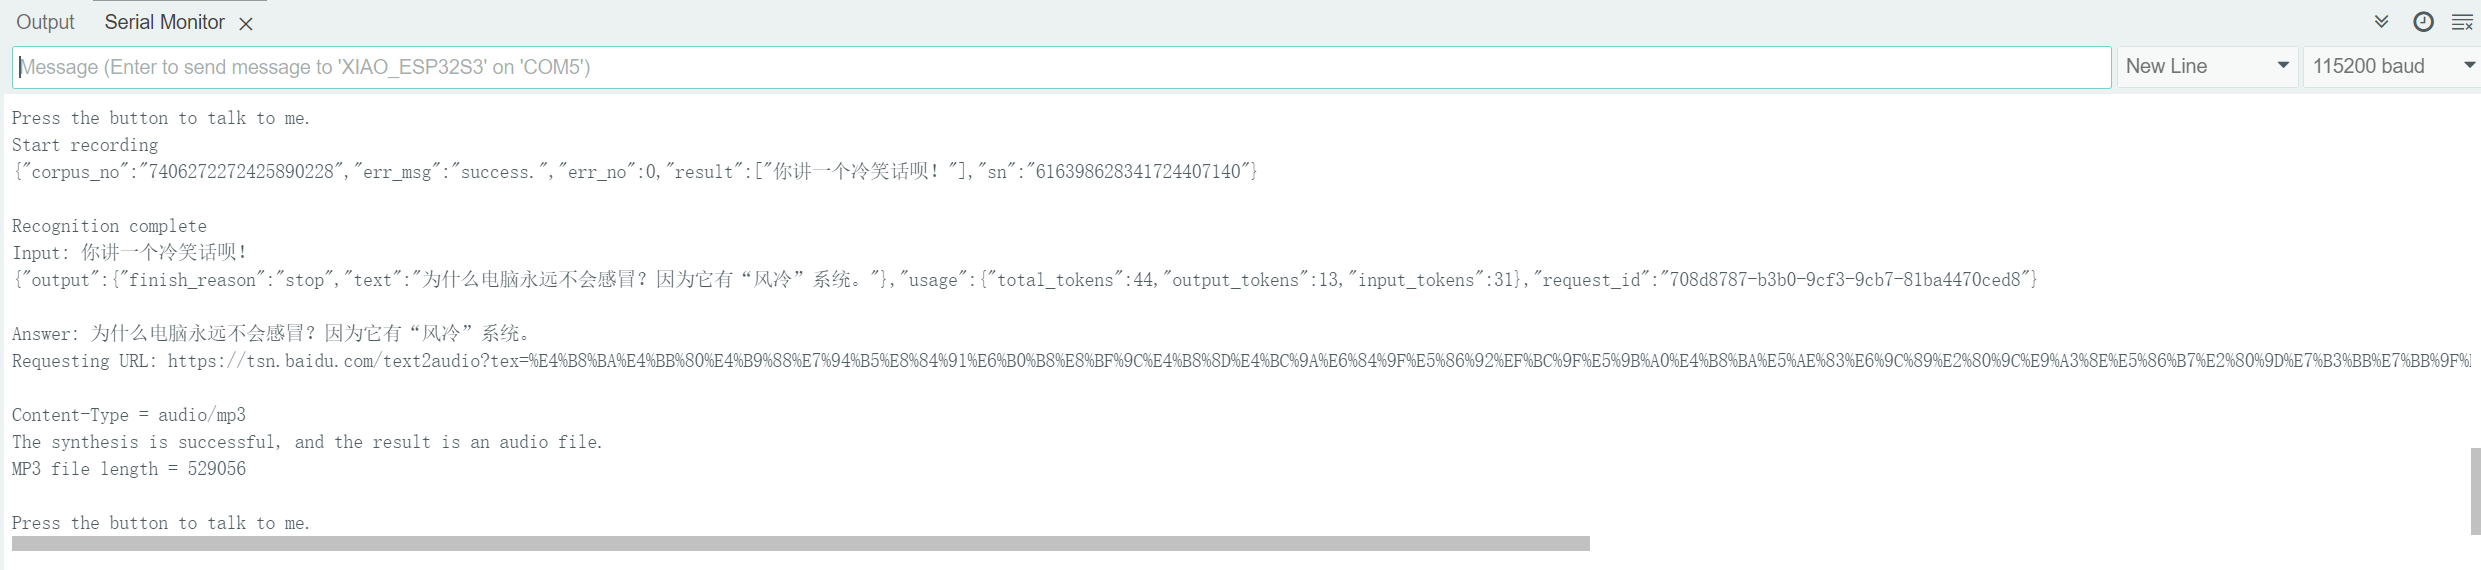 Output Serial Monitor
Message (Enter to send message to 'XIAO_ESP32S3' on 'COM5') New Line 115200 baud
Press the button to talk to me.
Start recording
{"corpus_no":"7406272272425890228","err_msg":"success.","err_no":0,"result":["你讲一个冷笑话呗！"],"sn":"616398628341724407140"}
Recognition complete
Input: 你讲一个冷笑话呗！
{"output":{"finish_reason":"stop","text":"为什么电脑永远不会感冒？因为它有“风冷”系统。"},"usage":{"total_tokens":44,"output_tokens":13,"input_tokens":31},"request_id":"708d8787-b3b0-9cf3-9cb7-81ba4470ced8"}
Answer: 为什么电脑永远不会感冒？因为它有“风冷”系统。
Requesting URL: https://tsn.baidu.com/text2audio?tex=%E4%B8%BA%E4%BB%80%E4%B9%88%E7%94%B5%E8%84%91%E6%B0%B8%E8%BF%9C%E4%B8%8D%E4%BC%9A%E6%84%9F%E5%86%92%EF%BC%9F%E5%9B%A0%E4%B8%BA%E5%AE%83%E6%9C%89%E2%80%9C%E9%A3%8E%E5%86%B7%E2%80%9D%E7%B3%BB%E7%BB%9F%
Content-Type = audio/mp3
The synthesis is successful, and the result is an audio file.
MP3 file length = 529056
Press the button to talk to me.